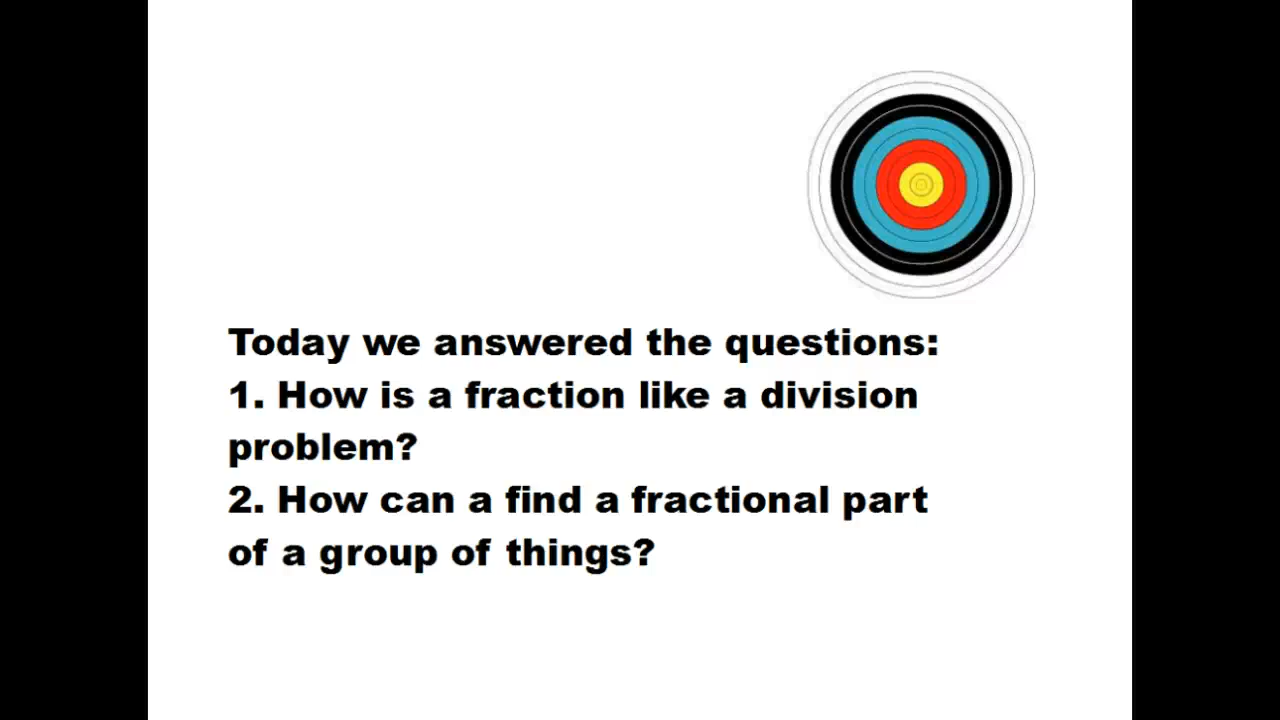 Today we answered the questions:
1. How is a fraction like a division
problem?
2. How can a find a fractional part
of a group of things?